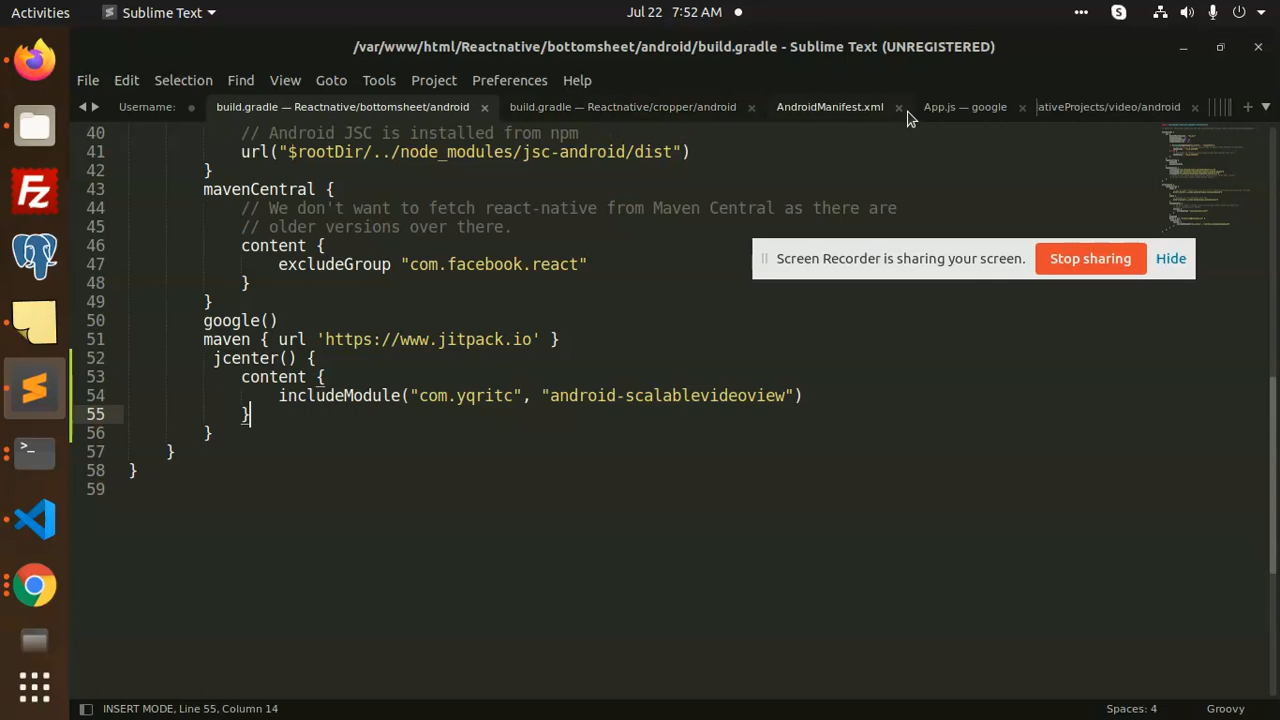 Activities
Sublime Text
Jul 22 7:52 AM
/var/www/html/Reactnative/bottomsheet/android/build.gradle - Sublime Text (UNREGISTERED)
File Edit Selection Find View Goto Tools Project Preferences Help
Username:
build.gradle — Reactnative/bottomsheet/android
build.gradle — Reactnative/cropper/android
AndroidManifest.xml
App.js — google
ativeProjects/video/android
40 // Android JSC is installed from npm
41 url("$rootDir/../node_modules/jsc-android/dist")
42 }
43 mavenCentral {
44 // We don't want to fetch react-native from Maven Central as there are
45 // older versions over there.
46 content {
47 excludeGroup "com.facebook.react"
48 }
49 }
50 google()
51 maven { url 'https://www.jitpack.io' }
52 jcenter() {
53 content {
54 includeModule("com.yqritc", "android-scalablevideoview")
55 }
56 }
57 }
58 }
59
Screen Recorder is sharing your screen.
Stop sharing
Hide
INSERT MODE, Line 55, Column 14
Spaces: 4
Groovy